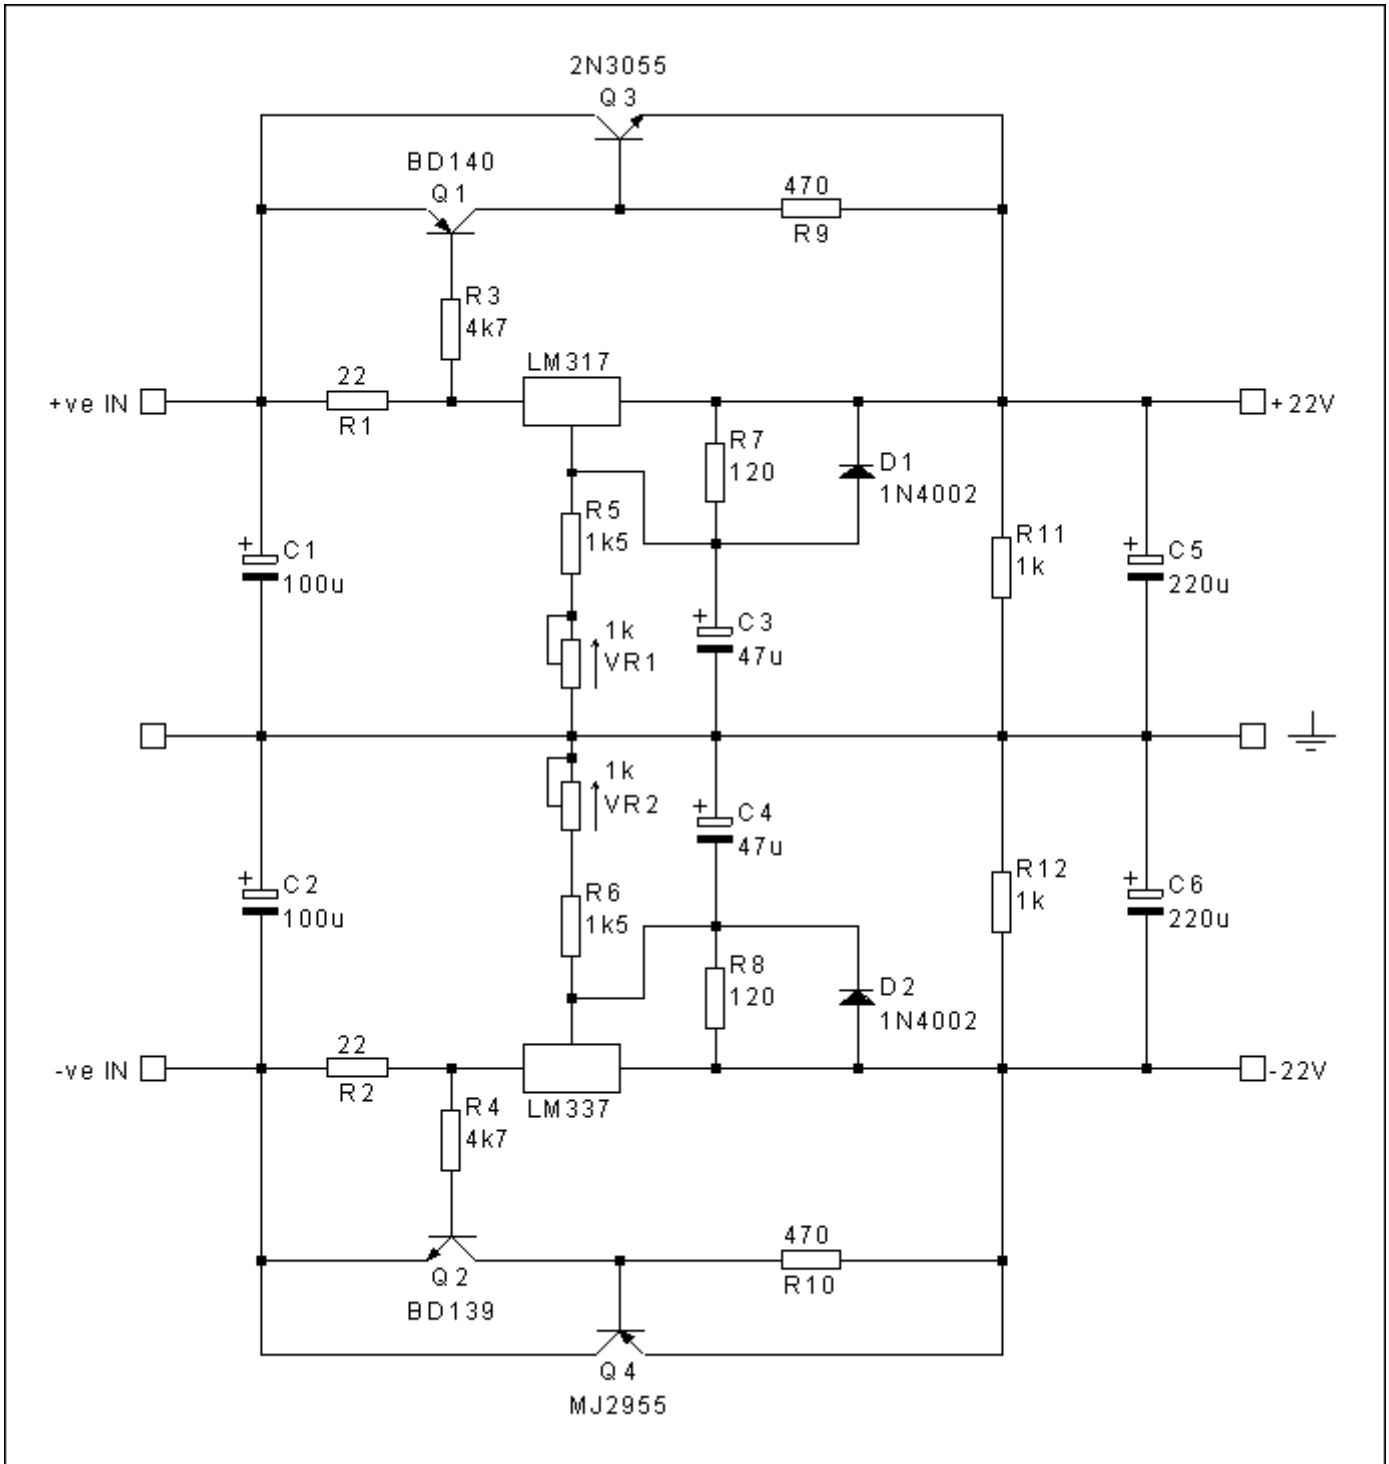 2N3055
Q3
BD140
Q1
470
R9
R3
4k7
LM317
22
+ve IN
R1
+22V
R7
120
D1
1N4002
R5
1k5
R11
1k
+
C1
100u
+
C5
220u
1k
VR1
+
C3
47u
1k
VR2
+
C4
47u
+
C2
100u
R6
1k5
R12
1k
+
C6
220u
R8
120
D2
1N4002
22
-ve IN
R2
-22V
LM337
R4
4k7
470
R10
Q2
BD139
Q4
MJ2955